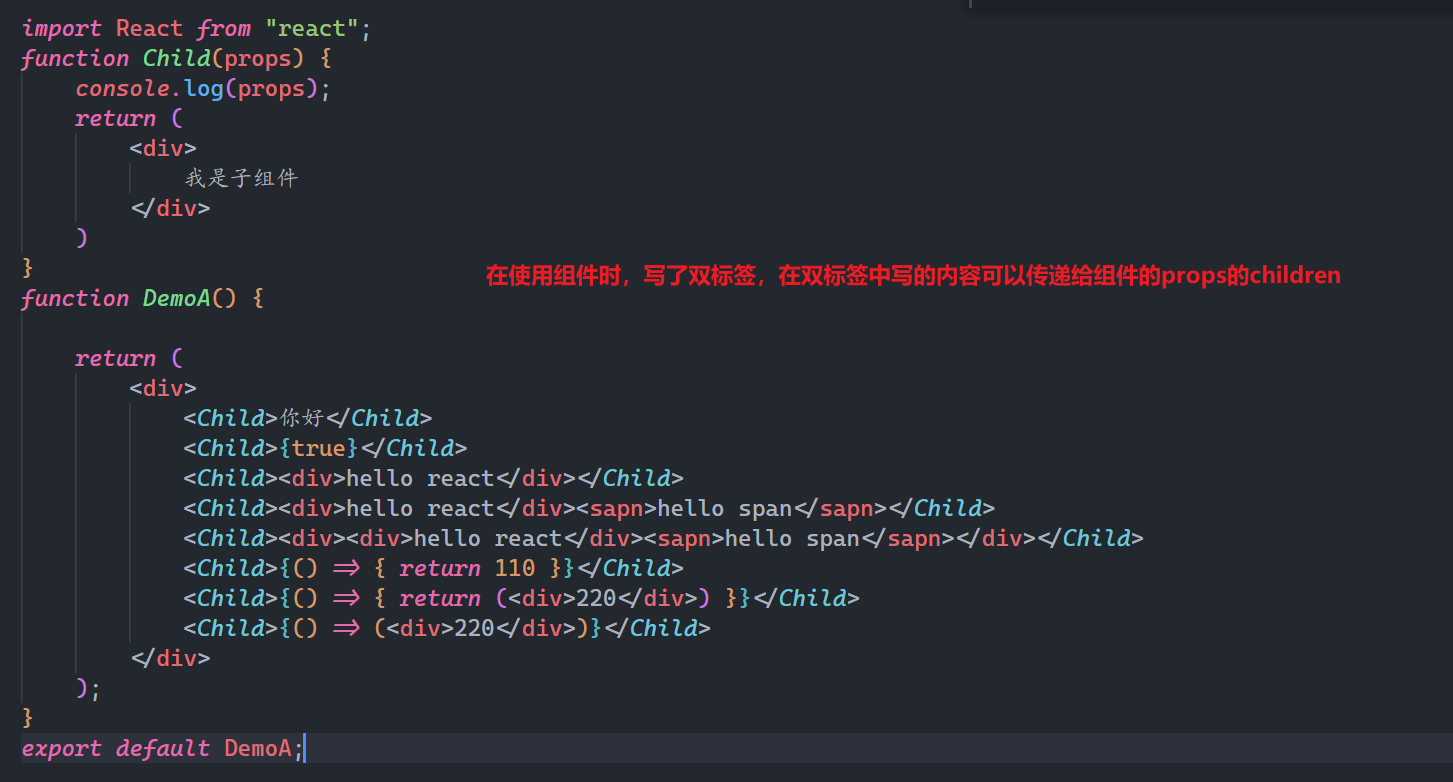 import React from "react";
function Child(props) {
    console.log(props);
    return (
        <div>
            我是子组件
        </div>
    )
}
在使用组件时，写了双标签，在双标签中写的内容可以传递给组件的props的children
function DemoA() {
    return (
        <div>
            <Child>你好</Child>
            <Child>{true}</Child>
            <Child><div>hello react</div></Child>
            <Child><div>hello react</div><sapn>hello span</sapn></Child>
            <Child><div><div>hello react</div><sapn>hello span</sapn></div></Child>
            <Child>{() => { return 110 }}</Child>
            <Child>{() => { return (<div>220</div>) }}</Child>
            <Child>{() => (<div>220</div>)}</Child>
        </div>
    );
}
export default DemoA;